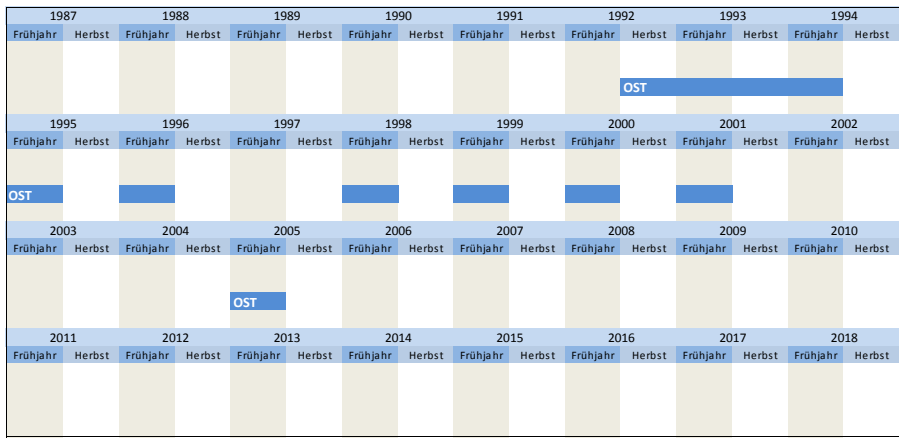 1987 1988 1989 1990 1991 1992 1993 1994
Frühjahr Herbst Frühjahr Herbst Frühjahr Herbst Frühjahr Herbst Frühjahr Herbst Frühjahr Herbst Frühjahr Herbst Frühjahr Herbst
OST
1995 1996 1997 1998 1999 2000 2001 2002
Frühjahr Herbst Frühjahr Herbst Frühjahr Herbst Frühjahr Herbst Frühjahr Herbst Frühjahr Herbst Frühjahr Herbst Frühjahr Herbst
OST
2003 2004 2005 2006 2007 2008 2009 2010
Frühjahr Herbst Frühjahr Herbst Frühjahr Herbst Frühjahr Herbst Frühjahr Herbst Frühjahr Herbst Frühjahr Herbst Frühjahr Herbst
OST
2011 2012 2013 2014 2015 2016 2017 2018
Frühjahr Herbst Frühjahr Herbst Frühjahr Herbst Frühjahr Herbst Frühjahr Herbst Frühjahr Herbst Frühjahr Herbst Frühjahr Herbst